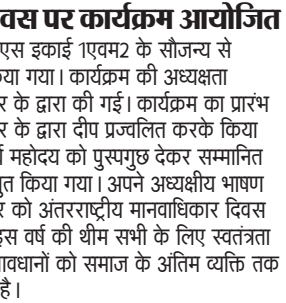 वस पर कार्यक्रम आयोजित
एस इकाई 1एवम2 के सौजन्य से
या गया। कार्यक्रम की अध्यक्षता
र के द्वारा की गई। कार्यक्रम का प्रारंभ
र के द्वारा दीप प्रज्वलित करके किया
महोदय को पुस्पगुछ देकर सम्मानित
ुत किया गया। अपने अध्यक्षीय भाषण
र को अंतरराष्ट्रीय मानवाधिकार दिवस
इस वर्ष की थीम सभी के लिए स्वतंत्रता
ावधानों को समाज के अंतिम व्यक्ति तक
है।